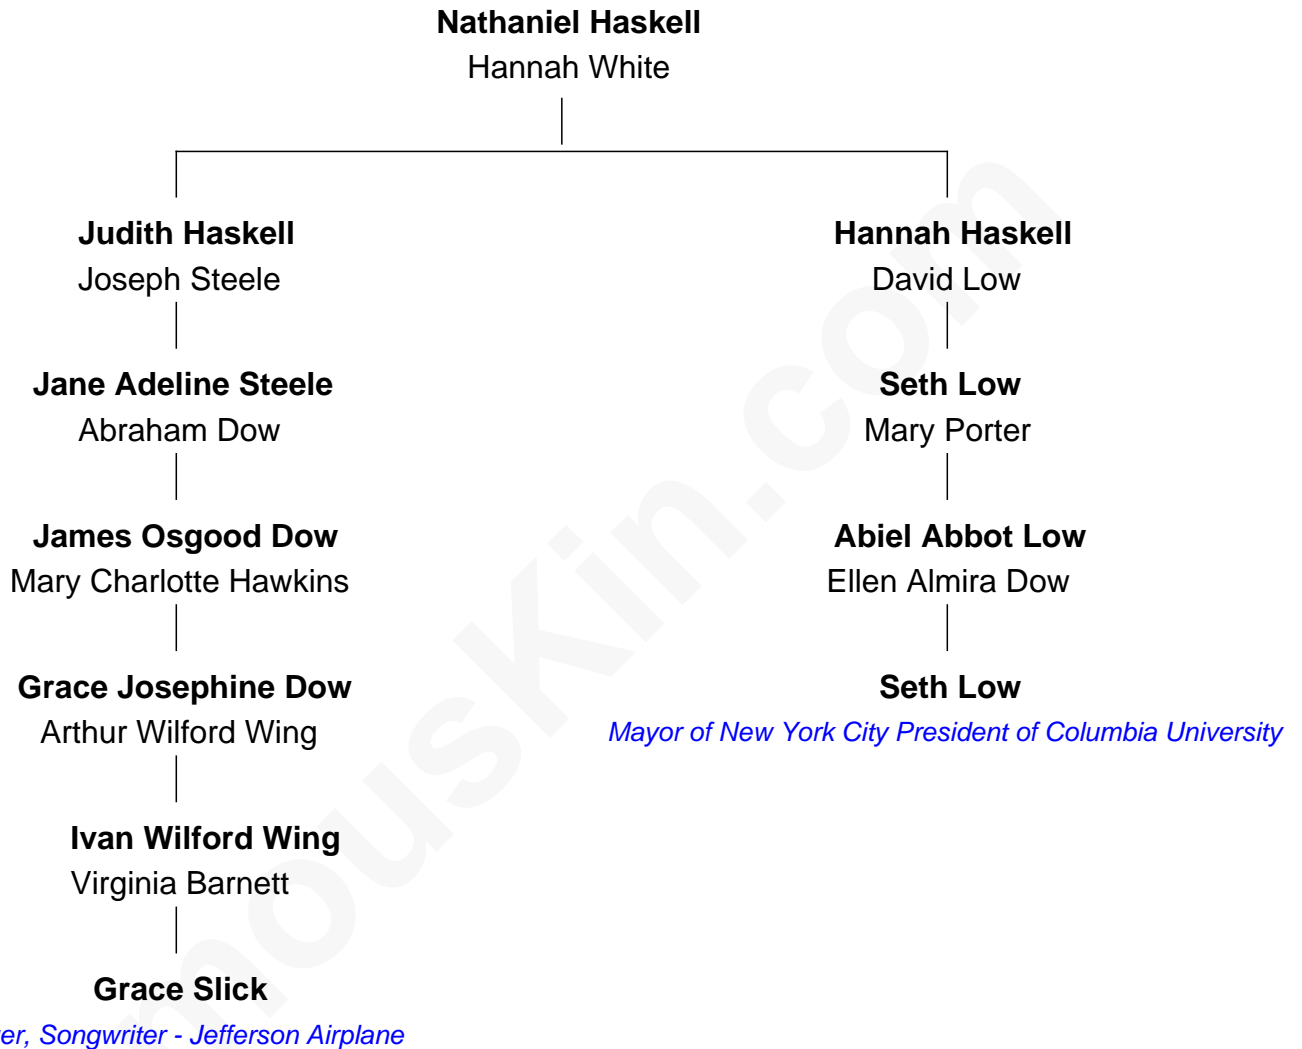 Nathaniel Haskell
Hannah White
Judith Haskell
Joseph Steele
Jane Adeline Steele
Abraham Dow
James Osgood Dow
Mary Charlotte Hawkins
Grace Josephine Dow
Arthur Wilford Wing
Ivan Wilford Wing
Virginia Barnett
Grace Slick
er, Songwriter - Jefferson Airplane
Hannah Haskell
David Low
Seth Low
Mary Porter
Abiel Abbot Low
Ellen Almira Dow
Seth Low
Mayor of New York City President of Columbia University
mousKin.com